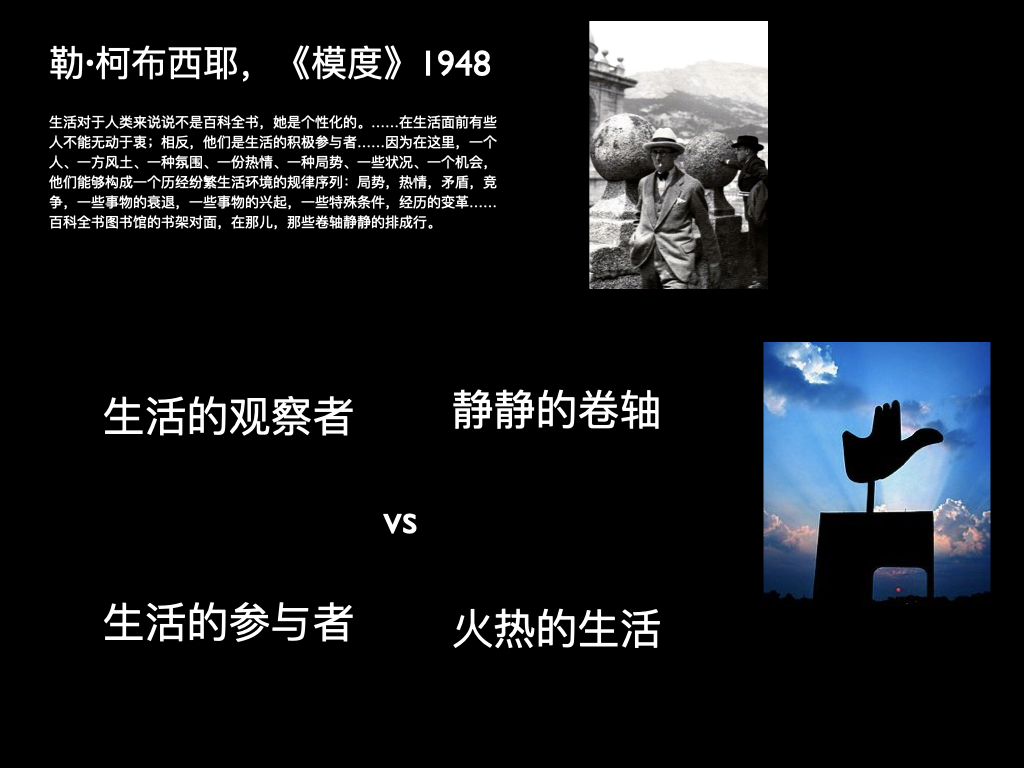 勒·柯布西耶，《模度》1948
生活对于人类来说说不是百科全书，她是个性化的。……在生活面前有些
人不能无动于衷；相反，他们是生活的积极参与者……因为在这里，一个
人、一方风土、一种氛围、一份热情、一种局势、一些状况、一个机会，
他们能够构成一个历经纷繁生活环境的规律序列：局势，热情，矛盾，竞
争，一些事物的衰退，一些事物的兴起，一些特殊条件，经历的变革……
百科全书图书馆的书架对面，在那儿，那些卷轴静静的排成行。
生活的观察者
静静的卷轴
vs
生活的参与者
火热的生活